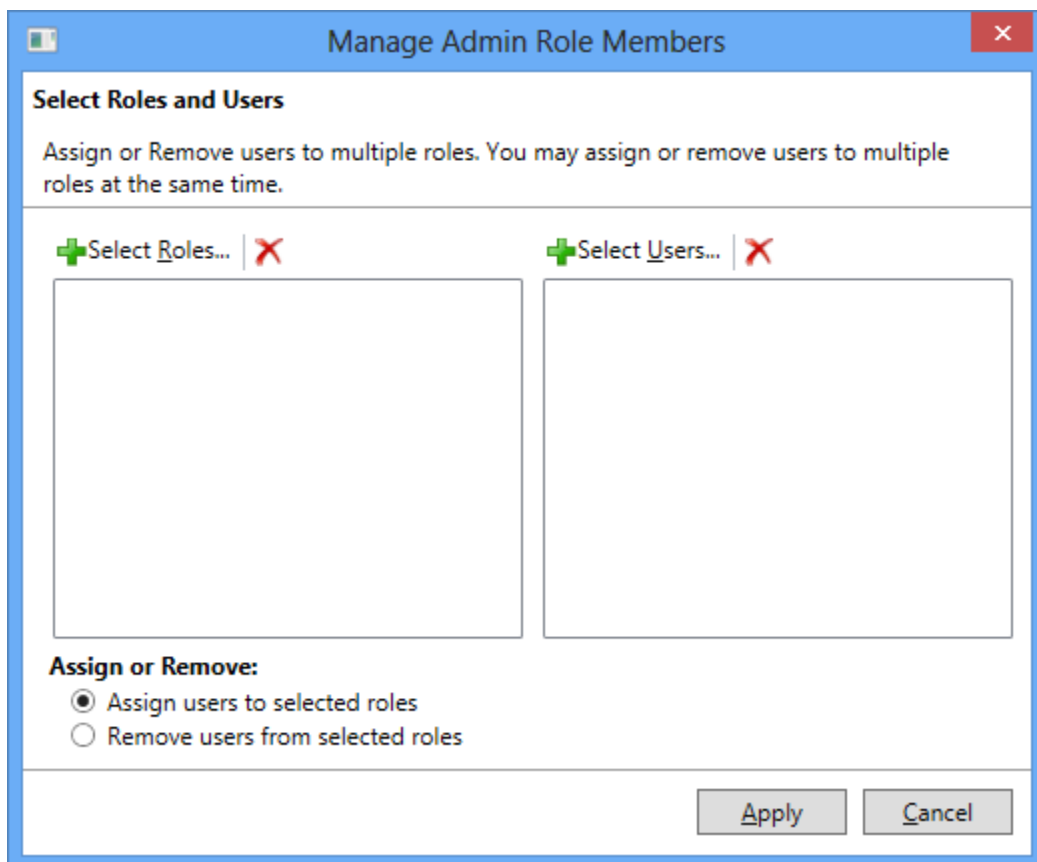 Manage Admin Role Members
Select Roles and Users
Assign or Remove users to multiple roles. You may assign or remove users to multiple
roles at the same time.
Select Roles... Select Users...
Assign or Remove:
Assign users to selected roles
Remove users from selected roles
Apply Cancel